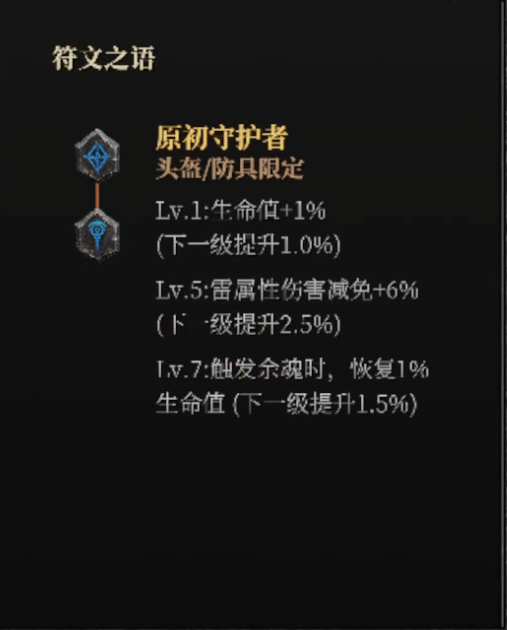 符文之语
原初守护者
头盔/防具限定
Lv.1:生命值+1%
(下一级提升1.0%)
Lv.5:雷属性伤害减免+6%
(下一级提升2.5%)
Lv.7:触发余魂时，恢复1%
生命值 (下一级提升1.5%)